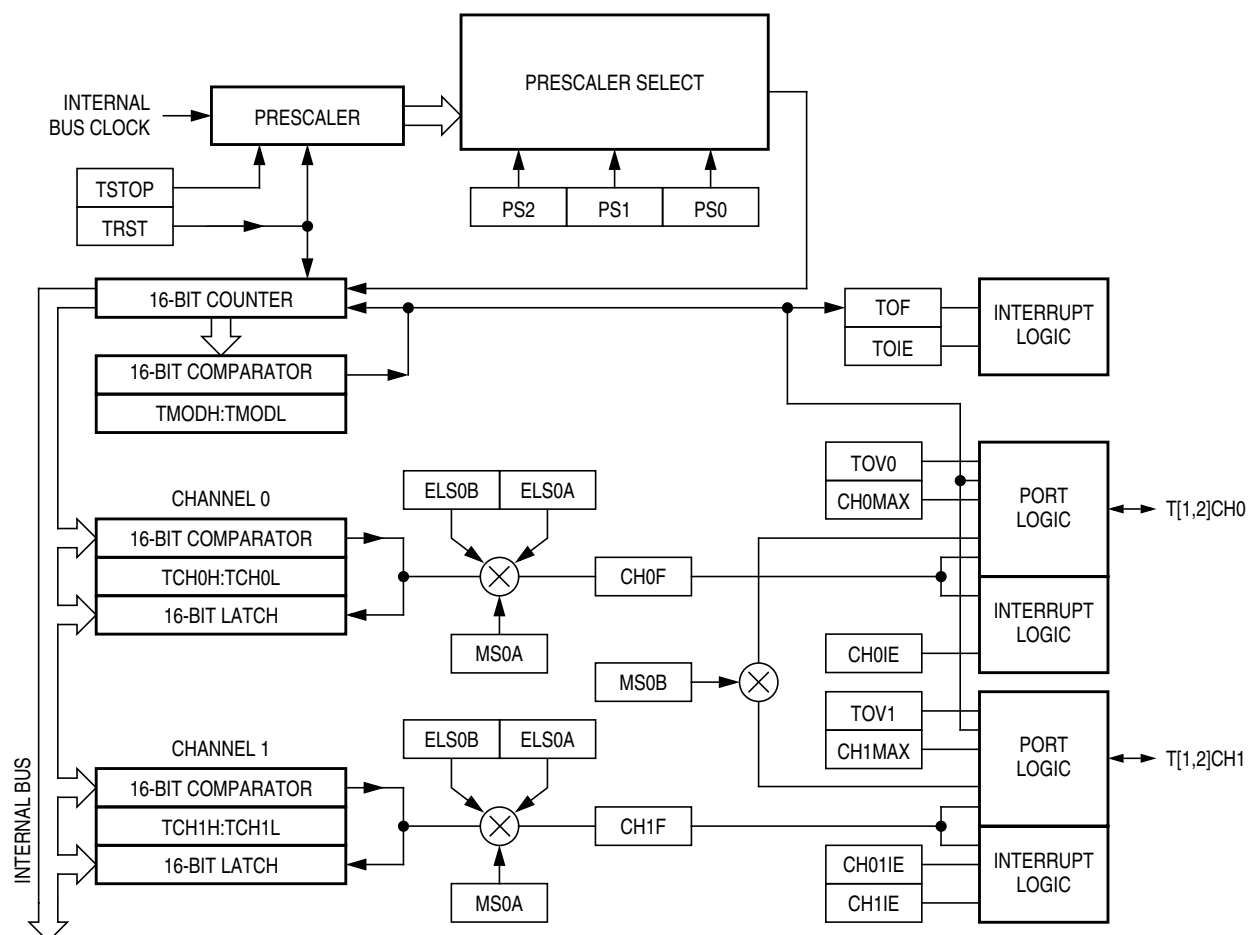 PRESCALER SELECT
INTERNAL
BUS CLOCK
PRESCALER
TSTOP
TRST
PS2
PS1
PS0
16-BIT COUNTER
TOF
TOIE
INTERRUPT
LOGIC
16-BIT COMPARATOR
TMODH:TMODL
CHANNEL 0
16-BIT COMPARATOR
TCH0H:TCH0L
16-BIT LATCH
ELS0B
ELS0A
MS0A
CH0F
TOV0
CH0MAX
PORT
LOGIC
T[1,2]CH0
INTERRUPT
LOGIC
CH0IE
MS0B
CHANNEL 1
16-BIT COMPARATOR
TCH1H:TCH1L
16-BIT LATCH
ELS0B
ELS0A
MS0A
CH1F
TOV1
CH1MAX
PORT
LOGIC
T[1,2]CH1
INTERRUPT
LOGIC
CH01IE
CH1IE
INTERNAL BUS